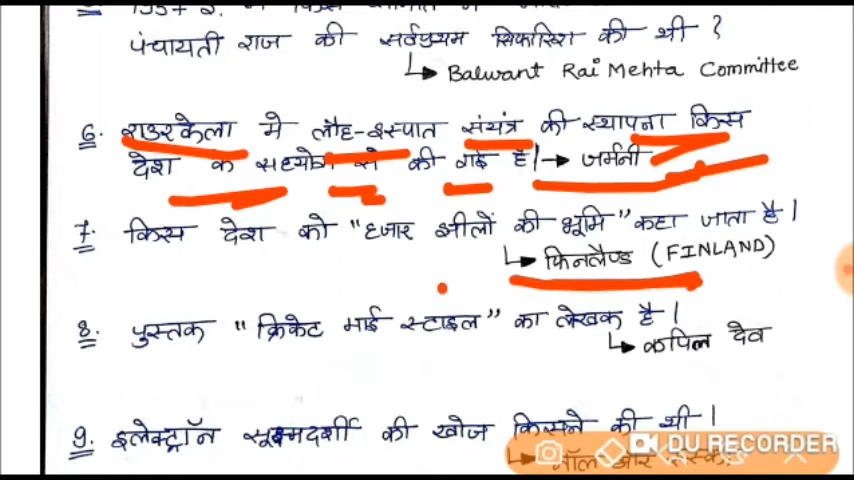 पंचायती राज की सर्वप्रथम सिफारिश की थी ?
Balwant Rai Mehta Committee
6. राउरकेला में लौह-इस्पात संयंत्र की स्थापना किस
देश के सहयोग से की गई है। → जर्मनी
7. किस देश को "हजार झीलों की भूमि" कहा जाता है।
फिनलैण्ड (FINLAND)
8. पुस्तक "क्रिकेट माई स्टाइल" का लेखक है।
कपिल देव
9. इलेक्ट्रॉन सूक्ष्मदर्शी की खोज किसने की थी।
DU RECORDER